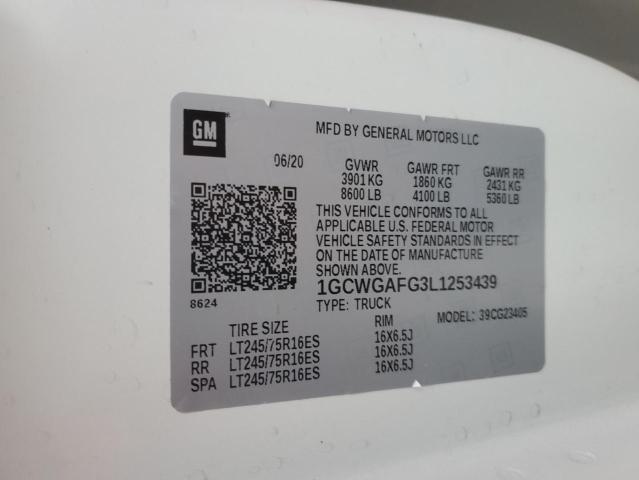 GM
MFD BY GENERAL MOTORS LLC
06/20 GVWR GAWR FRT GAWR RR
3901 KG 1860 KG 2431 KG
8600 LB 4100 LB 5360 LB
THIS VEHICLE CONFORMS TO ALL
APPLICABLE U.S. FEDERAL MOTOR
VEHICLE SAFETY STANDARDS IN EFFECT
ON THE DATE OF MANUFACTURE
SHOWN ABOVE.
8624 1GCWGAFG3L1253439
TYPE: TRUCK MODEL: 39CG23405
TIRE SIZE RIM
FRT LT245/75R16ES 16X6.5J
RR LT245/75R16ES 16X6.5J
SPA LT245/75R16ES 16X6.5J